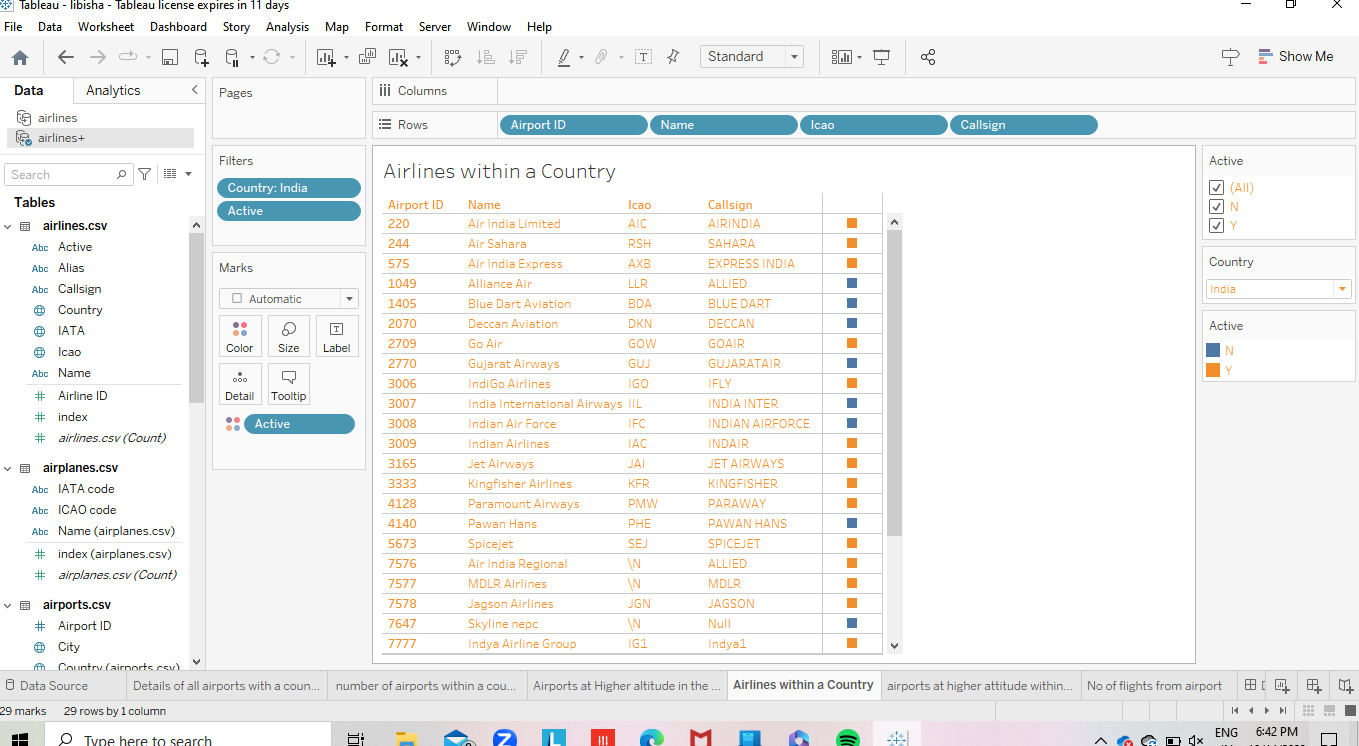 Tableau - libisha - Tableau license expires in 11 days
File Data Worksheet Dashboard Story Analysis Map Format Server Window Help
Standard
Show Me
Data Analytics
airlines
airlines+
Search
Tables
airlines.csv
Abc Active
Abc Alias
Abc Callsign
Country
IATA
Icao
Abc Name
# Airline ID
# index
# airlines.csv (Count)
airplanes.csv
Abc IATA code
Abc ICAO code
Abc Name (airplanes.csv)
# index (airplanes.csv)
# airplanes.csv (Count)
airports.csv
# Airport ID
City
Country (airports.csv)
Pages
Filters
Country: India
Active
Marks
Automatic
Color Size Label
Detail Tooltip
Active
Columns
Rows Airport ID Name Icao Callsign
Airlines within a Country
Airport ID Name Icao Callsign
220 Air India Limited AIC AIRINDIA
244 Air Sahara RSH SAHARA
575 Air India Express AXB EXPRESS INDIA
1049 Alliance Air LLR ALLIED
1405 Blue Dart Aviation BDA BLUE DART
2070 Deccan Aviation DKN DECCAN
2709 Go Air GOW GOAIR
2770 Gujarat Airways GUJ GUJARATAIR
3006 IndiGo Airlines IGO IFLY
3007 India International Airways IIL INDIA INTER
3008 Indian Air Force IFC INDIAN AIRFORCE
3009 Indian Airlines IAC INDAIR
3165 Jet Airways JAI JET AIRWAYS
3333 Kingfisher Airlines KFR KINGFISHER
4128 Paramount Airways PMW PARAWAY
4140 Pawan Hans PHE PAWAN HANS
5673 Spicejet SEJ SPICEJET
7576 Air India Regional \N ALLIED
7577 MDLR Airlines \N MDLR
7578 Jagson Airlines JGN JAGSON
7647 Skyline nepc \N Null
7777 Indya Airline Group IG1 Indya1
Active
(All)
N
Y
Country
India
Active
N
Y
Data Source Details of all airports with a coun... number of airports within a cou... Airports at Higher altitude in the ... Airlines within a Country airports at higher attitude within... No of flights from airport
29 marks 29 rows by 1 column
Type here to search
ENG 6:42 PM